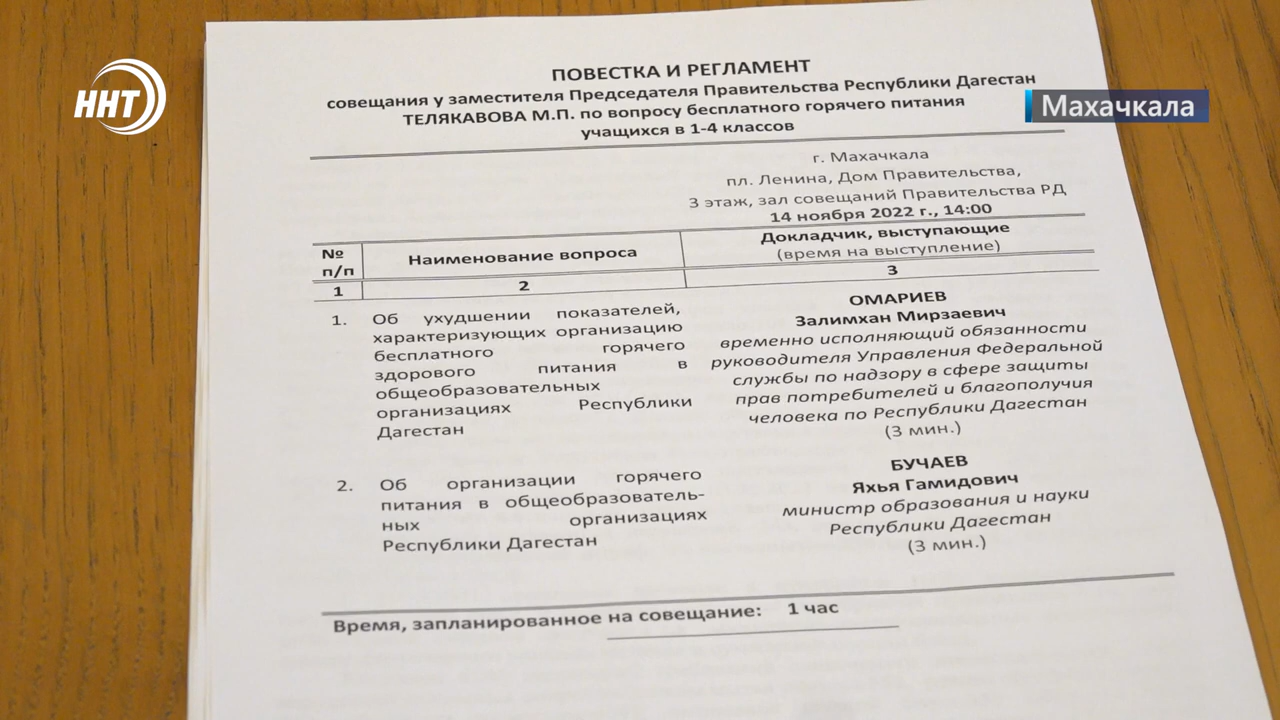 ННТ
Махачкала
ПОВЕСТКА И РЕГЛАМЕНТ
совещания у заместителя Председателя Правительства Республики Дагестан
ТЕЛЯКАВОВА М.П. по вопросу бесплатного горячего питания
учащихся в 1-4 классов
г. Махачкала
пл. Ленина, Дом Правительства,
3 этаж, зал совещаний Правительства РД
14 ноября 2022 г., 14:00
№ п/п
Наименование вопроса
Докладчик, выступающие
(время на выступление)
1 2 3
1.
Об ухудшении показателей,
характеризующих организацию
бесплатного горячего
здорового питания в
общеобразовательных
организациях Республики
Дагестан
ОМАРИЕВ
Залимхан Мирзаевич
временно исполняющий обязанности
руководителя Управления Федеральной
службы по надзору в сфере защиты
прав потребителей и благополучия
человека по Республики Дагестан
(3 мин.)
2.
Об организации горячего
питания в общеобразователь-
ных организациях
Республики Дагестан
БУЧАЕВ
Яхья Гамидович
министр образования и науки
Республики Дагестан
(3 мин.)
Время, запланированное на совещание: 1 час